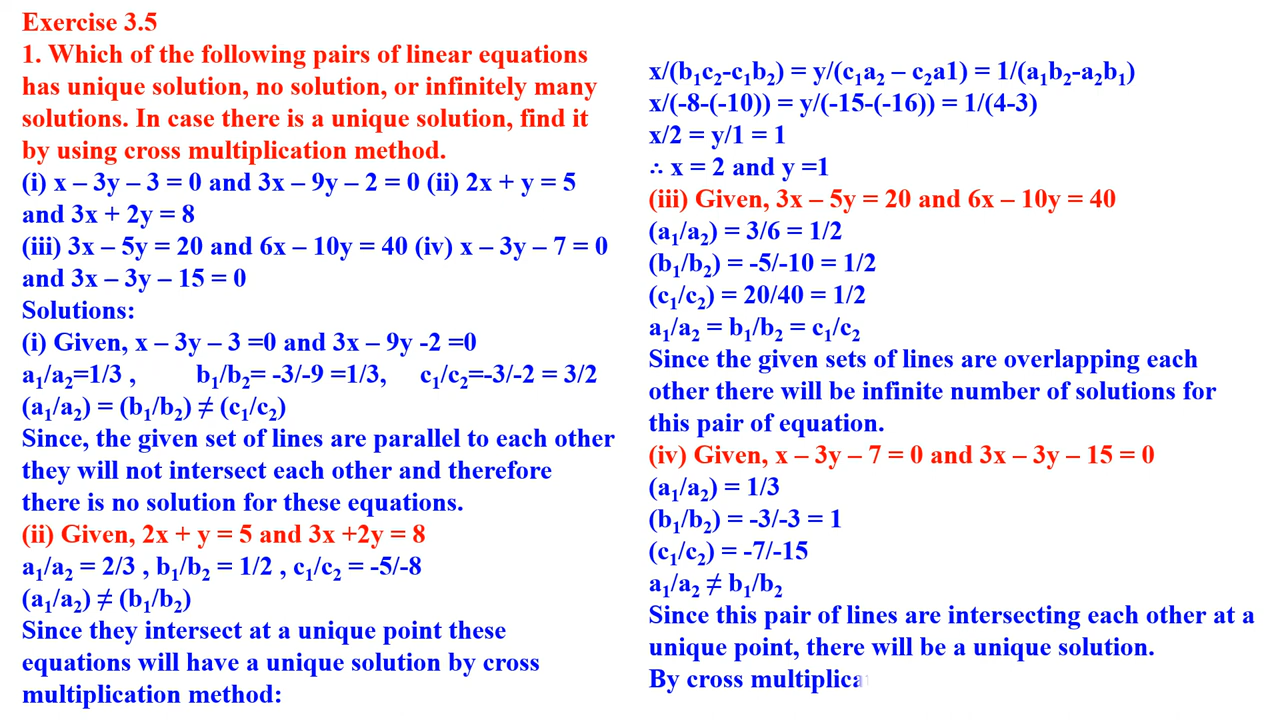 Exercise 3.5
1. Which of the following pairs of linear equations
has unique solution, no solution, or infinitely many
solutions. In case there is a unique solution, find it
by using cross multiplication method.
(i) x – 3y – 3 = 0 and 3x – 9y – 2 = 0 (ii) 2x + y = 5
and 3x + 2y = 8
(iii) 3x – 5y = 20 and 6x – 10y = 40 (iv) x – 3y – 7 = 0
and 3x – 3y – 15 = 0
Solutions:
(i) Given, x – 3y – 3 =0 and 3x – 9y -2 =0
a₁/a₂=1/3 , b₁/b₂= -3/-9 =1/3, c₁/c₂=-3/-2 = 3/2
(a₁/a₂) = (b₁/b₂) ≠ (c₁/c₂)
Since, the given set of lines are parallel to each other
they will not intersect each other and therefore
there is no solution for these equations.
(ii) Given, 2x + y = 5 and 3x +2y = 8
a₁/a₂ = 2/3 , b₁/b₂ = 1/2 , c₁/c₂ = -5/-8
(a₁/a₂) ≠ (b₁/b₂)
Since they intersect at a unique point these
equations will have a unique solution by cross
multiplication method:
x/(b₁c₂-c₁b₂) = y/(c₁a₂ – c₂a1) = 1/(a₁b₂-a₂b₁)
x/(-8-(-10)) = y/(-15-(-16)) = 1/(4-3)
x/2 = y/1 = 1
∴ x = 2 and y =1
(iii) Given, 3x – 5y = 20 and 6x – 10y = 40
(a₁/a₂) = 3/6 = 1/2
(b₁/b₂) = -5/-10 = 1/2
(c₁/c₂) = 20/40 = 1/2
a₁/a₂ = b₁/b₂ = c₁/c₂
Since the given sets of lines are overlapping each
other there will be infinite number of solutions for
this pair of equation.
(iv) Given, x – 3y – 7 = 0 and 3x – 3y – 15 = 0
(a₁/a₂) = 1/3
(b₁/b₂) = -3/-3 = 1
(c₁/c₂) = -7/-15
a₁/a₂ ≠ b₁/b₂
Since this pair of lines are intersecting each other at a
unique point, there will be a unique solution.
By cross multiplica